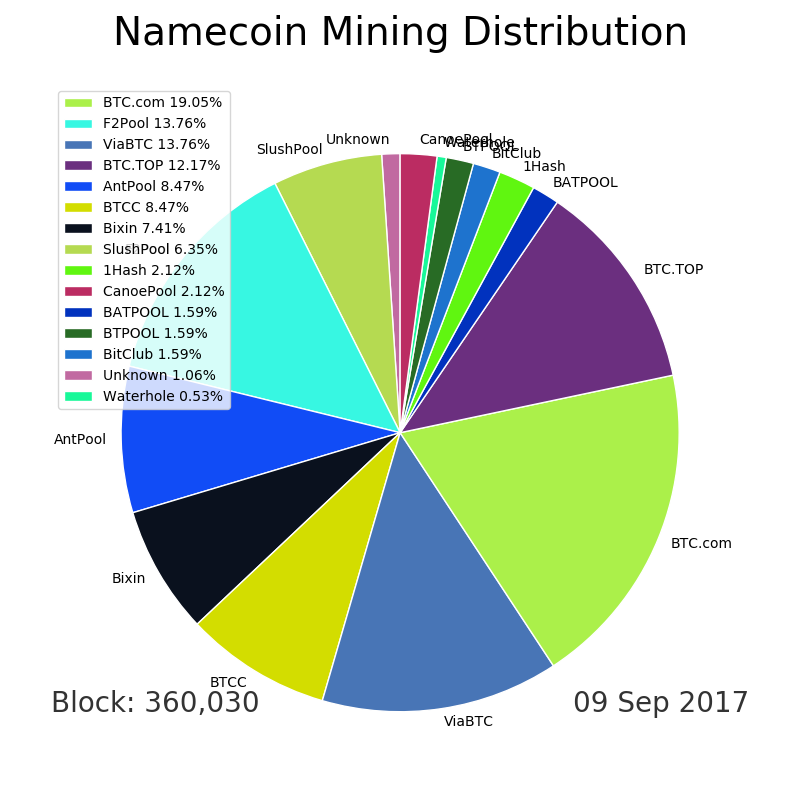 Namecoin Mining Distribution
BTC.com 19.05%
F2Pool 13.76%
ViaBTC 13.76%
BTC.TOP 12.17%
AntPool 8.47%
BTCC 8.47%
Bixin 7.41%
SlushPool 6.35%
1Hash 2.12%
CanoePool 2.12%
BATPOOL 1.59%
BTPOOL 1.59%
BitClub 1.59%
Unknown 1.06%
Waterhole 0.53%
Unknown
SlushPool
CanoePool
Waterhole
BTPOOL
BitClub
1Hash
BATPOOL
BTC.TOP
AntPool
BTC.com
Bixin
BTCC
ViaBTC
Block: 360,030
09 Sep 2017